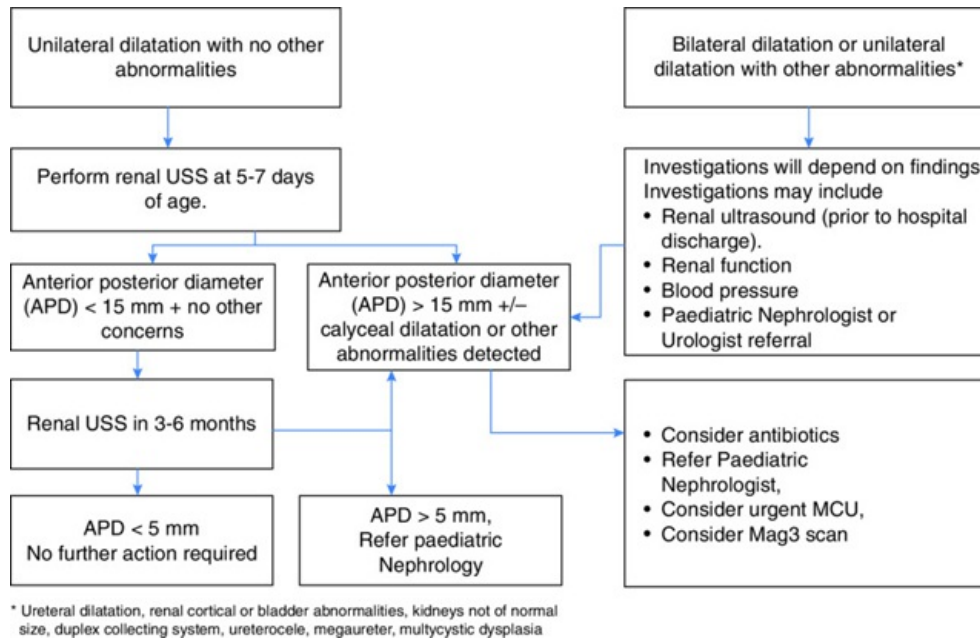 Unilateral dilatation with no other
abnormalities
Bilateral dilatation or unilateral
dilatation with other abnormalities*
Perform renal USS at 5-7 days
of age.
Investigations will depend on findings
Investigations may include
• Renal ultrasound (prior to hospital
discharge).
• Renal function
• Blood pressure
• Paediatric Nephrologist or
Urologist referral
Anterior posterior diameter
(APD) < 15 mm + no other
concerns
Anterior posterior diameter
(APD) > 15 mm +/–
calyceal dilatation or other
abnormalities detected
Renal USS in 3-6 months
• Consider antibiotics
• Refer Paediatric
Nephrologist,
• Consider urgent MCU,
• Consider Mag3 scan
APD < 5 mm
No further action required
APD > 5 mm,
Refer paediatric
Nephrology
* Ureteral dilatation, renal cortical or bladder abnormalities, kidneys not of normal
size, duplex collecting system, ureterocele, megaureter, multycystic dysplasia